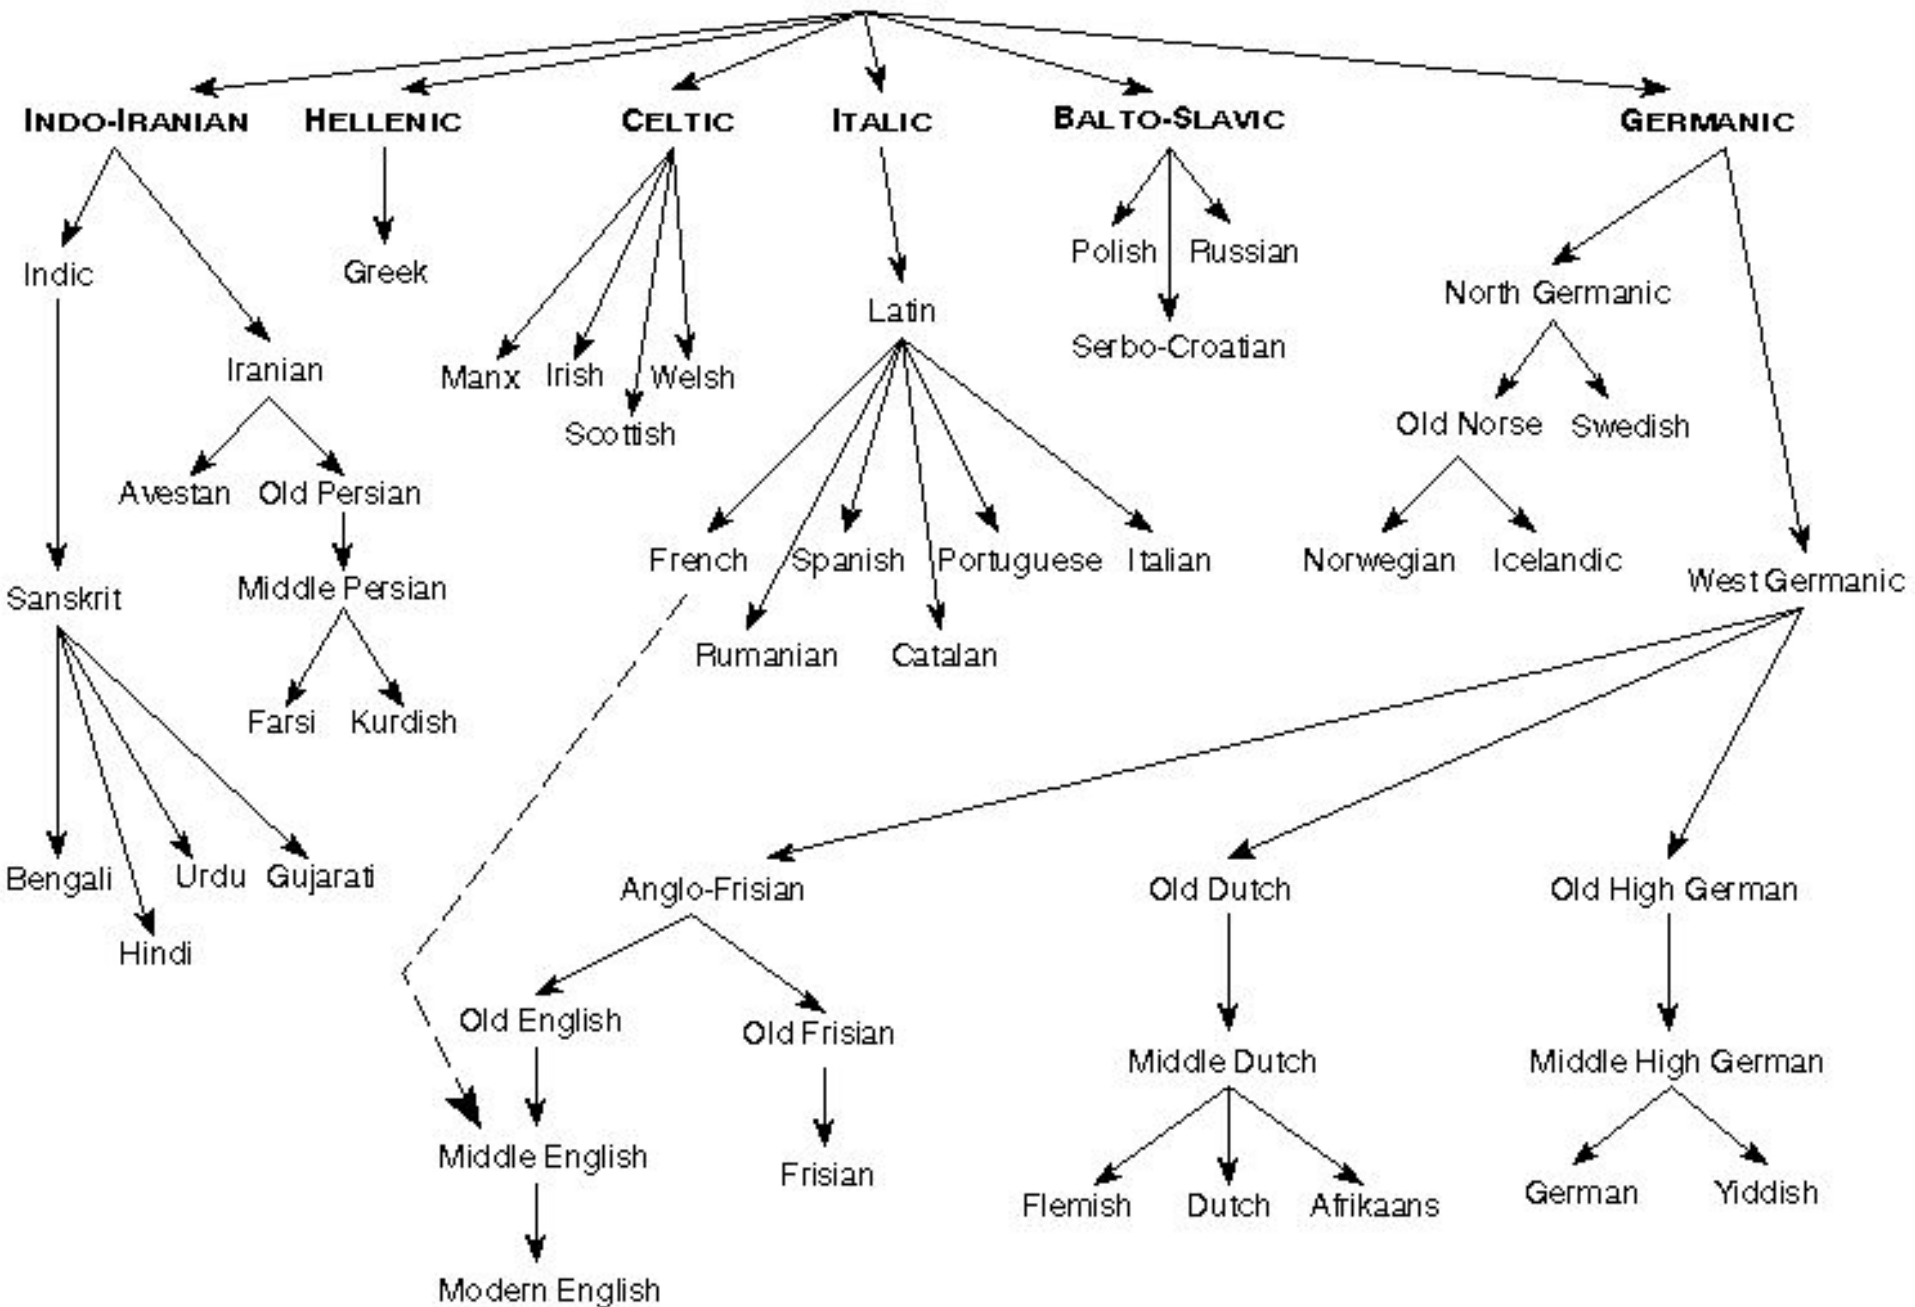 INDO-IRANIAN HELLENIC CELTIC ITALIC BALTO-SLAVIC GERMANIC
Polish Russian
Indic Greek
North Germanic
Latin
Serbo-Croatian
Iranian Manx Irish Welsh
Scottish Old Norse Swedish
Avestan Old Persian
French Spanish Portuguese Italian Norwegian Icelandic
West Germanic
Sanskrit Middle Persian
Rumanian Catalan
Farsi Kurdish
Bengali Urdu Gujarati
Anglo-Frisian Old Dutch Old High German
Hindi
Old English Old Frisian
Middle Dutch Middle High German
Middle English
Frisian
German Yiddish
Flemish Dutch Afrikaans
Modern English